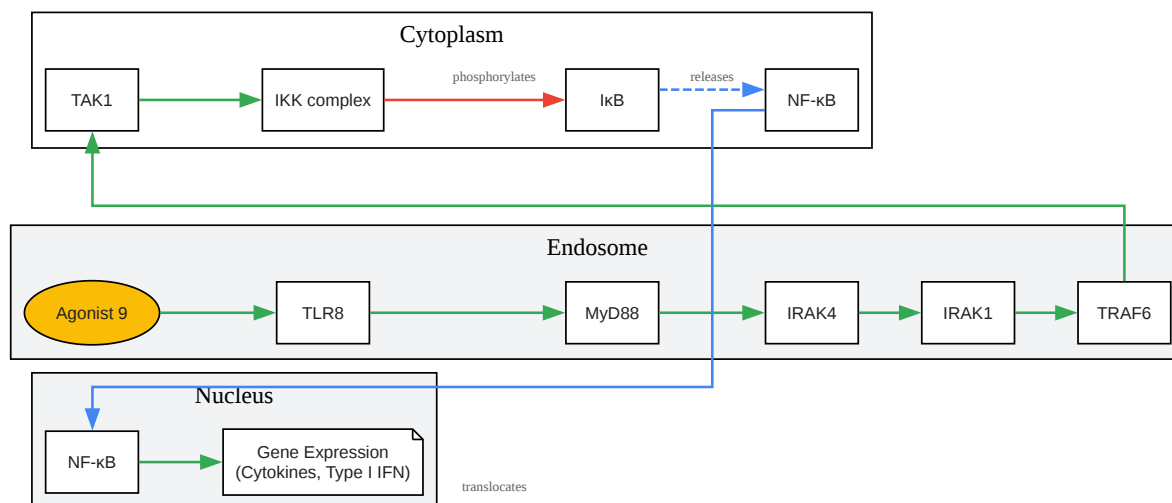 Cytoplasm
phosphorylates
releases
TAK1
IKK complex
IκB
NF-κB
Endosome
Agonist 9
TLR8
MyD88
IRAK4
IRAK1
TRAF6
Nucleus
NF-κB
Gene Expression
(Cytokines, Type I IFN)
translocates